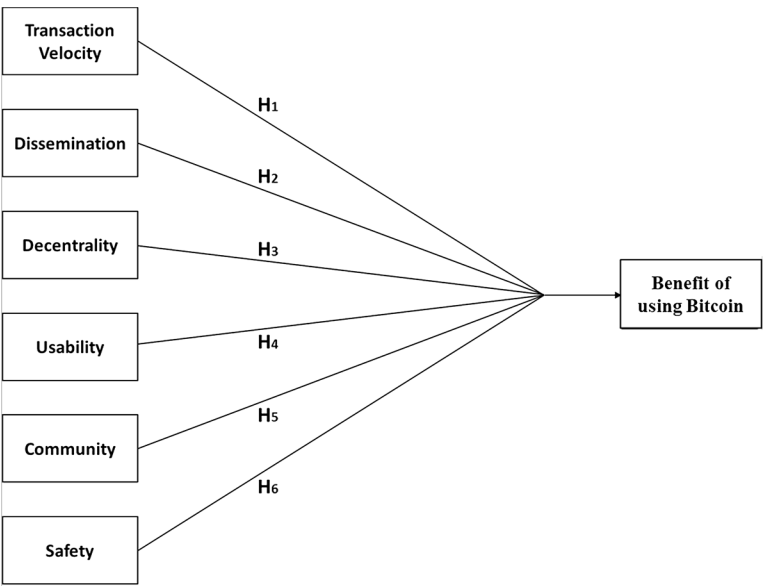 Transaction
Velocity
H1
Dissemination
H2
Decentrality
H3
Benefit of
using Bitcoin
Usability
H4
Community
H5
H6
Safety